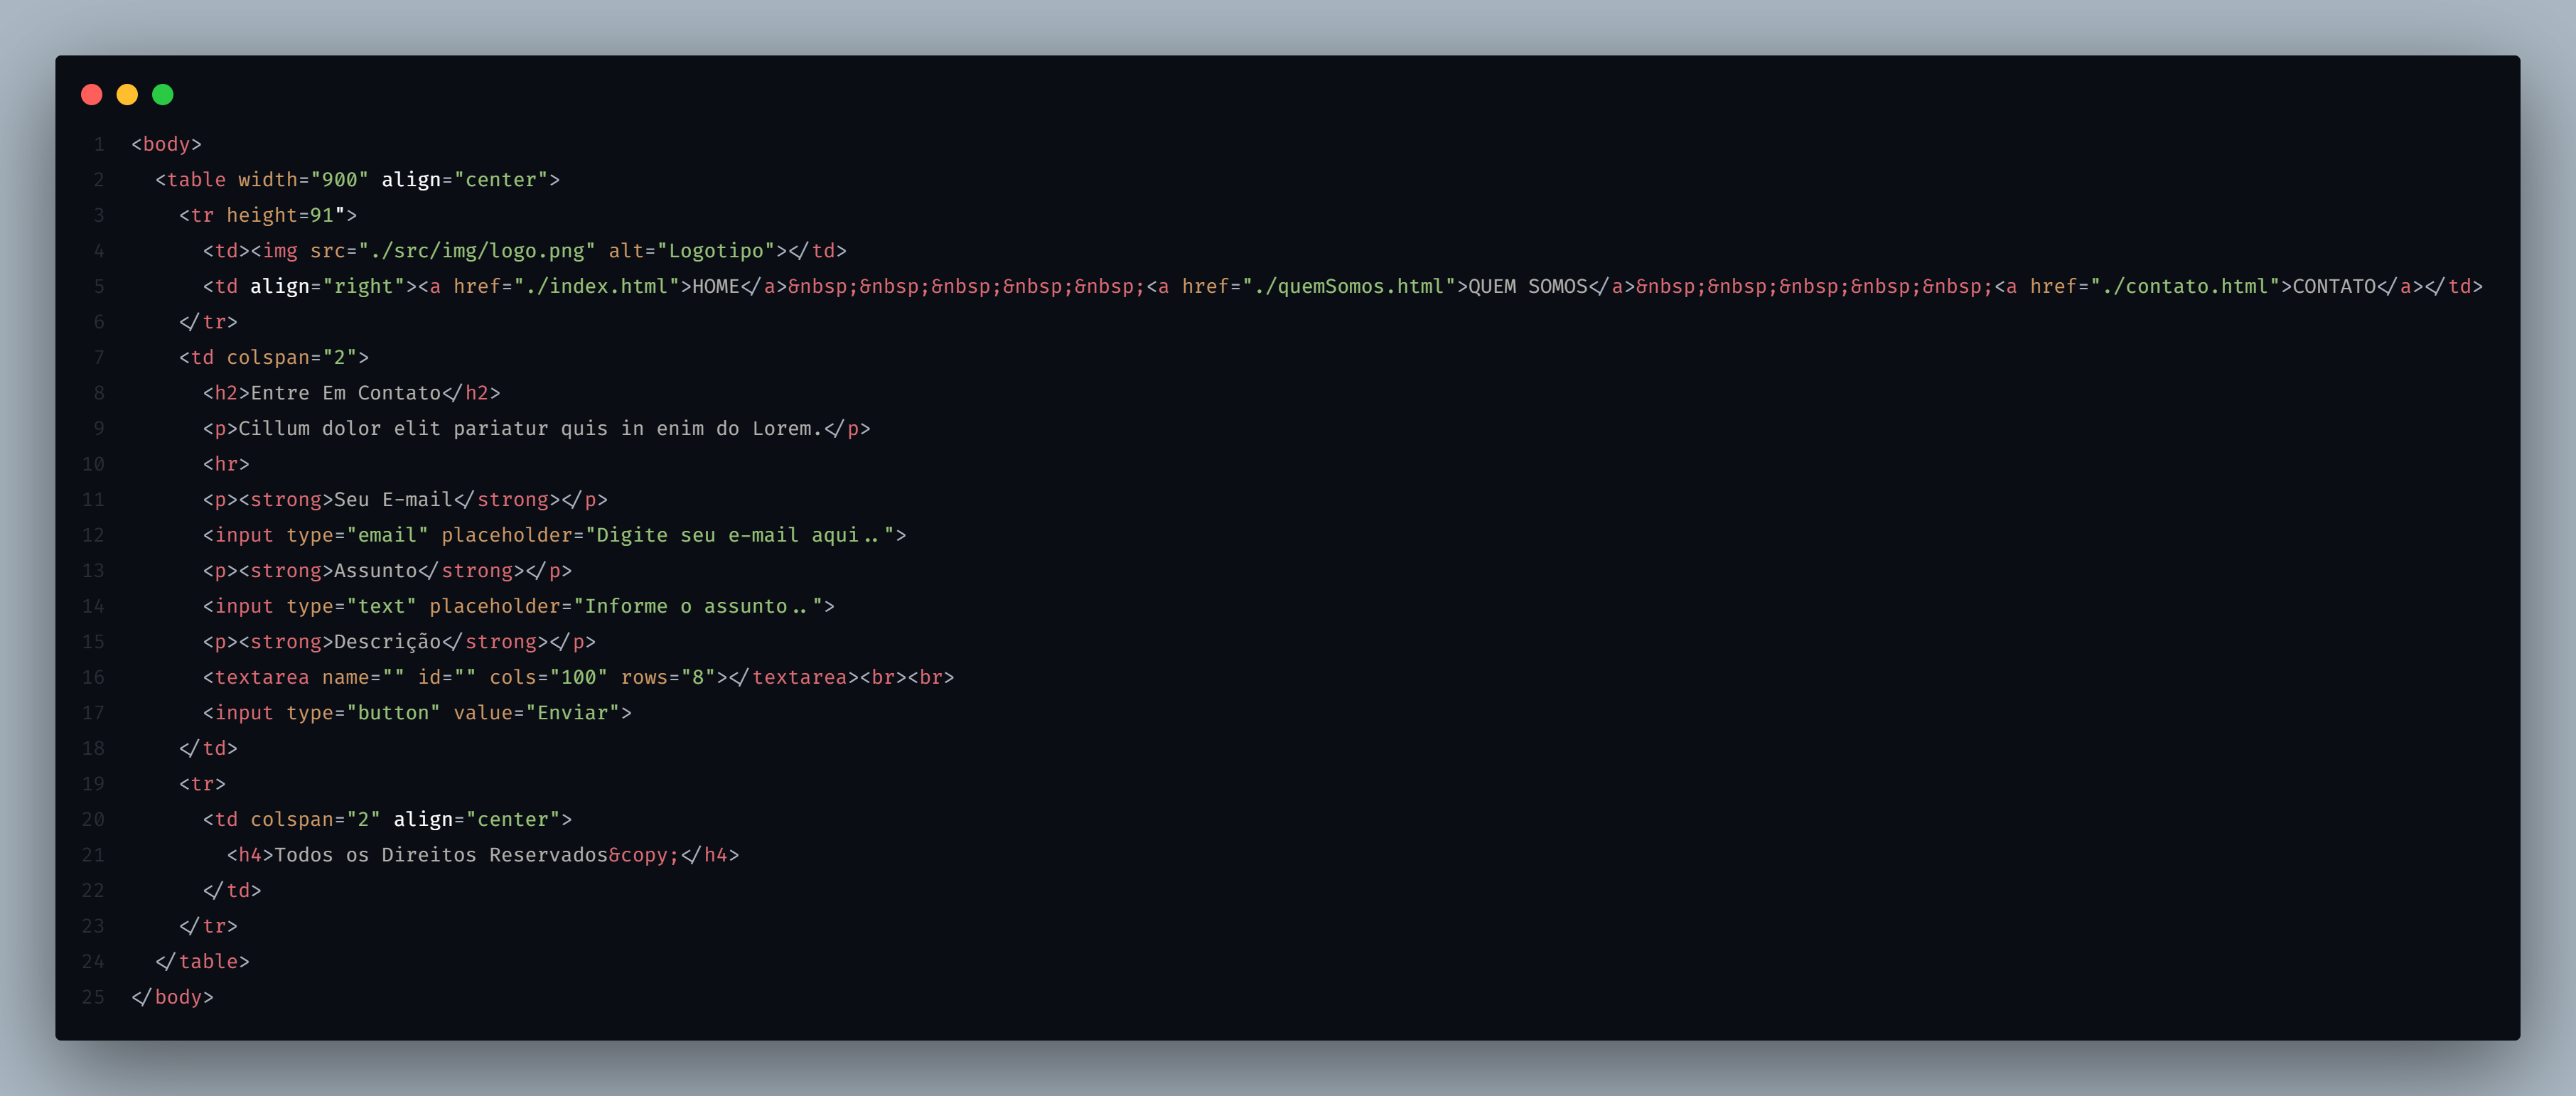 1 <body>
2 <table width="900" align="center">
3 <tr height=91">
4 <td><img src="./src/img/logo.png" alt="Logotipo"></td>
5 <td align="right"><a href="./index.html">HOME</a>&nbsp;&nbsp;&nbsp;&nbsp;&nbsp;<a href="./quemSomos.html">QUEM SOMOS</a>&nbsp;&nbsp;&nbsp;&nbsp;&nbsp;<a href="./contato.html">CONTATO</a></td>
6 </tr>
7 <td colspan="2">
8 <h2>Entre Em Contato</h2>
9 <p>Cillum dolor elit pariatur quis in enim do Lorem.</p>
10 <hr>
11 <p><strong>Seu E-mail</strong></p>
12 <input type="email" placeholder="Digite seu e-mail aqui..">
13 <p><strong>Assunto</strong></p>
14 <input type="text" placeholder="Informe o assunto..">
15 <p><strong>Descrição</strong></p>
16 <textarea name="" id="" cols="100" rows="8"></textarea><br><br>
17 <input type="button" value="Enviar">
18 </td>
19 <tr>
20 <td colspan="2" align="center">
21 <h4>Todos os Direitos Reservados&copy;</h4>
22 </td>
23 </tr>
24 </table>
25 </body>